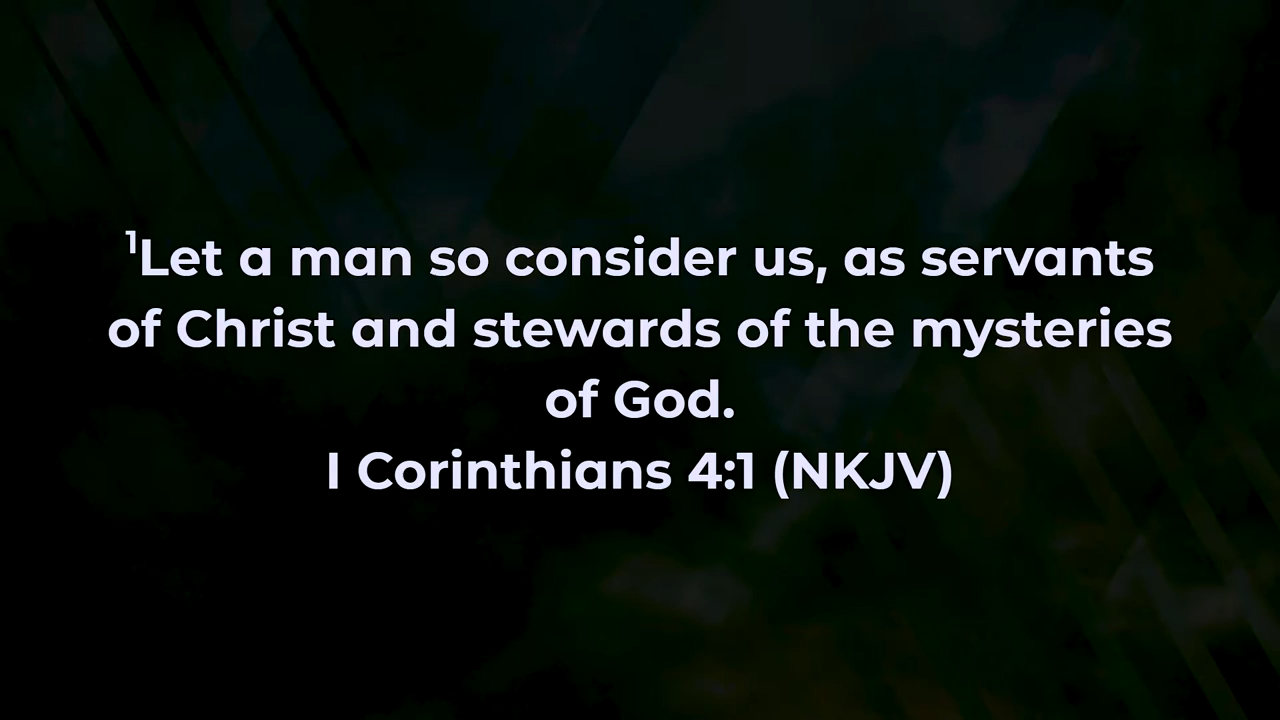 ¹Let a man so consider us, as servants
of Christ and stewards of the mysteries
of God.
I Corinthians 4:1 (NKJV)